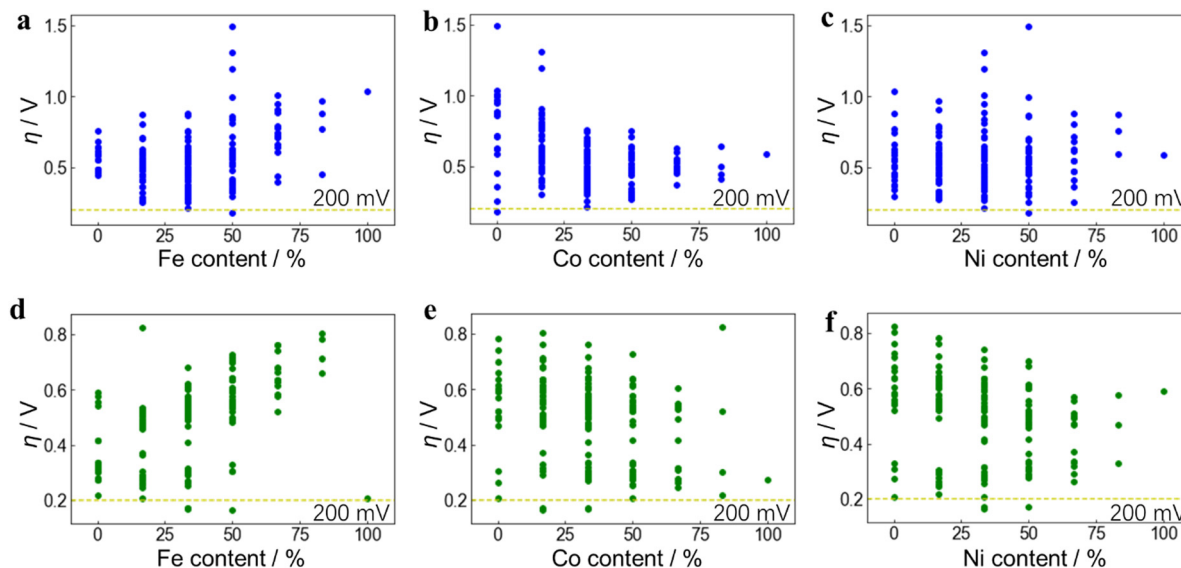 a
1.5
1.0
0.5
η / V
200 mV
0 25 50 75 100
Fe content / %
b
1.5
1.0
0.5
η / V
200 mV
0 25 50 75 100
Co content / %
c
1.5
1.0
0.5
η / V
200 mV
0 25 50 75 100
Ni content / %
d
0.8
0.6
0.4
0.2
η / V
200 mV
0 25 50 75 100
Fe content / %
e
0.8
0.6
0.4
0.2
η / V
200 mV
0 25 50 75 100
Co content / %
f
0.8
0.6
0.4
0.2
η / V
200 mV
0 25 50 75 100
Ni content / %